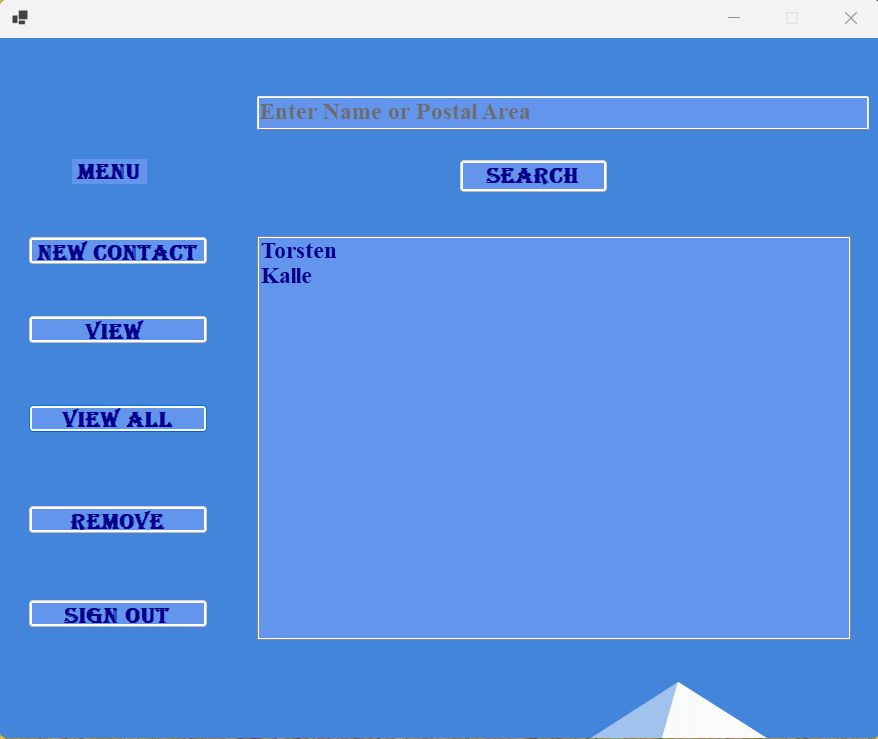 Enter Name or Postal Area
MENU
SEARCH
NEW CONTACT
VIEW
VIEW ALL
REMOVE
SIGN OUT
Torsten
Kalle